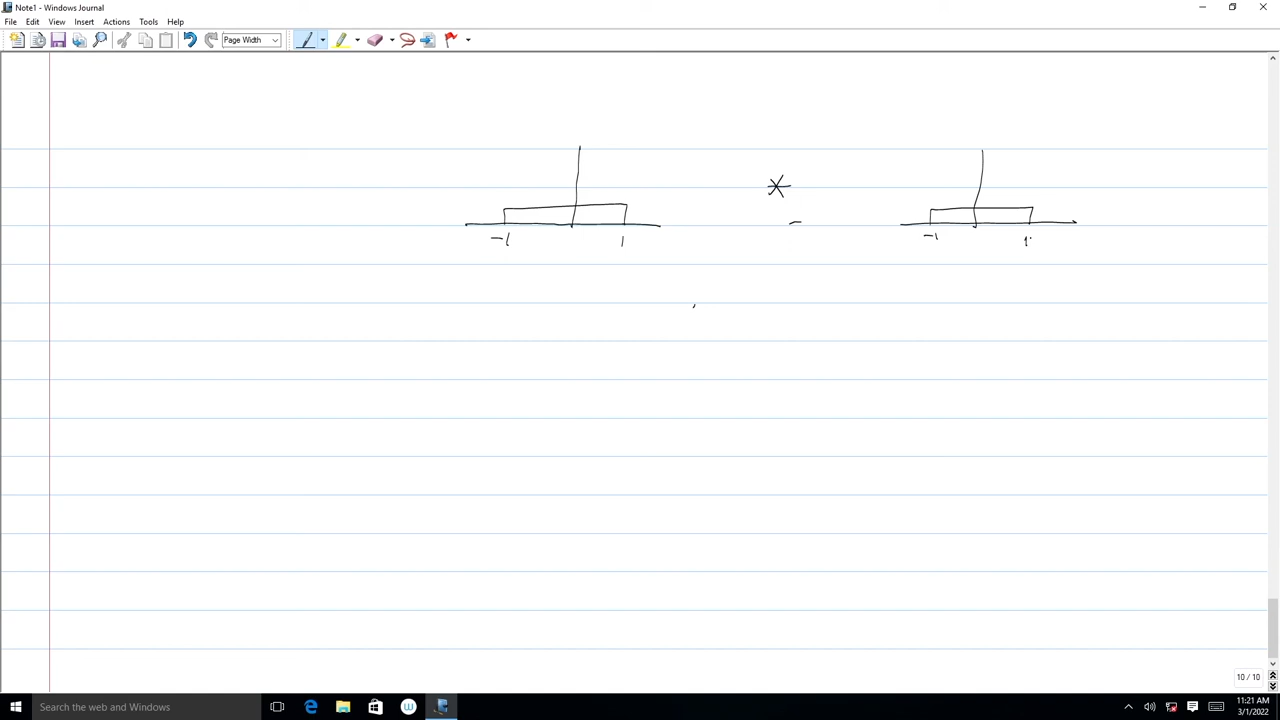 Note1 - Windows Journal
File Edit View Insert Actions Tools Help
Page Width
*
-1 1 -1 1
10 / 10
Search the web and Windows
11:21 AM
3/1/2022